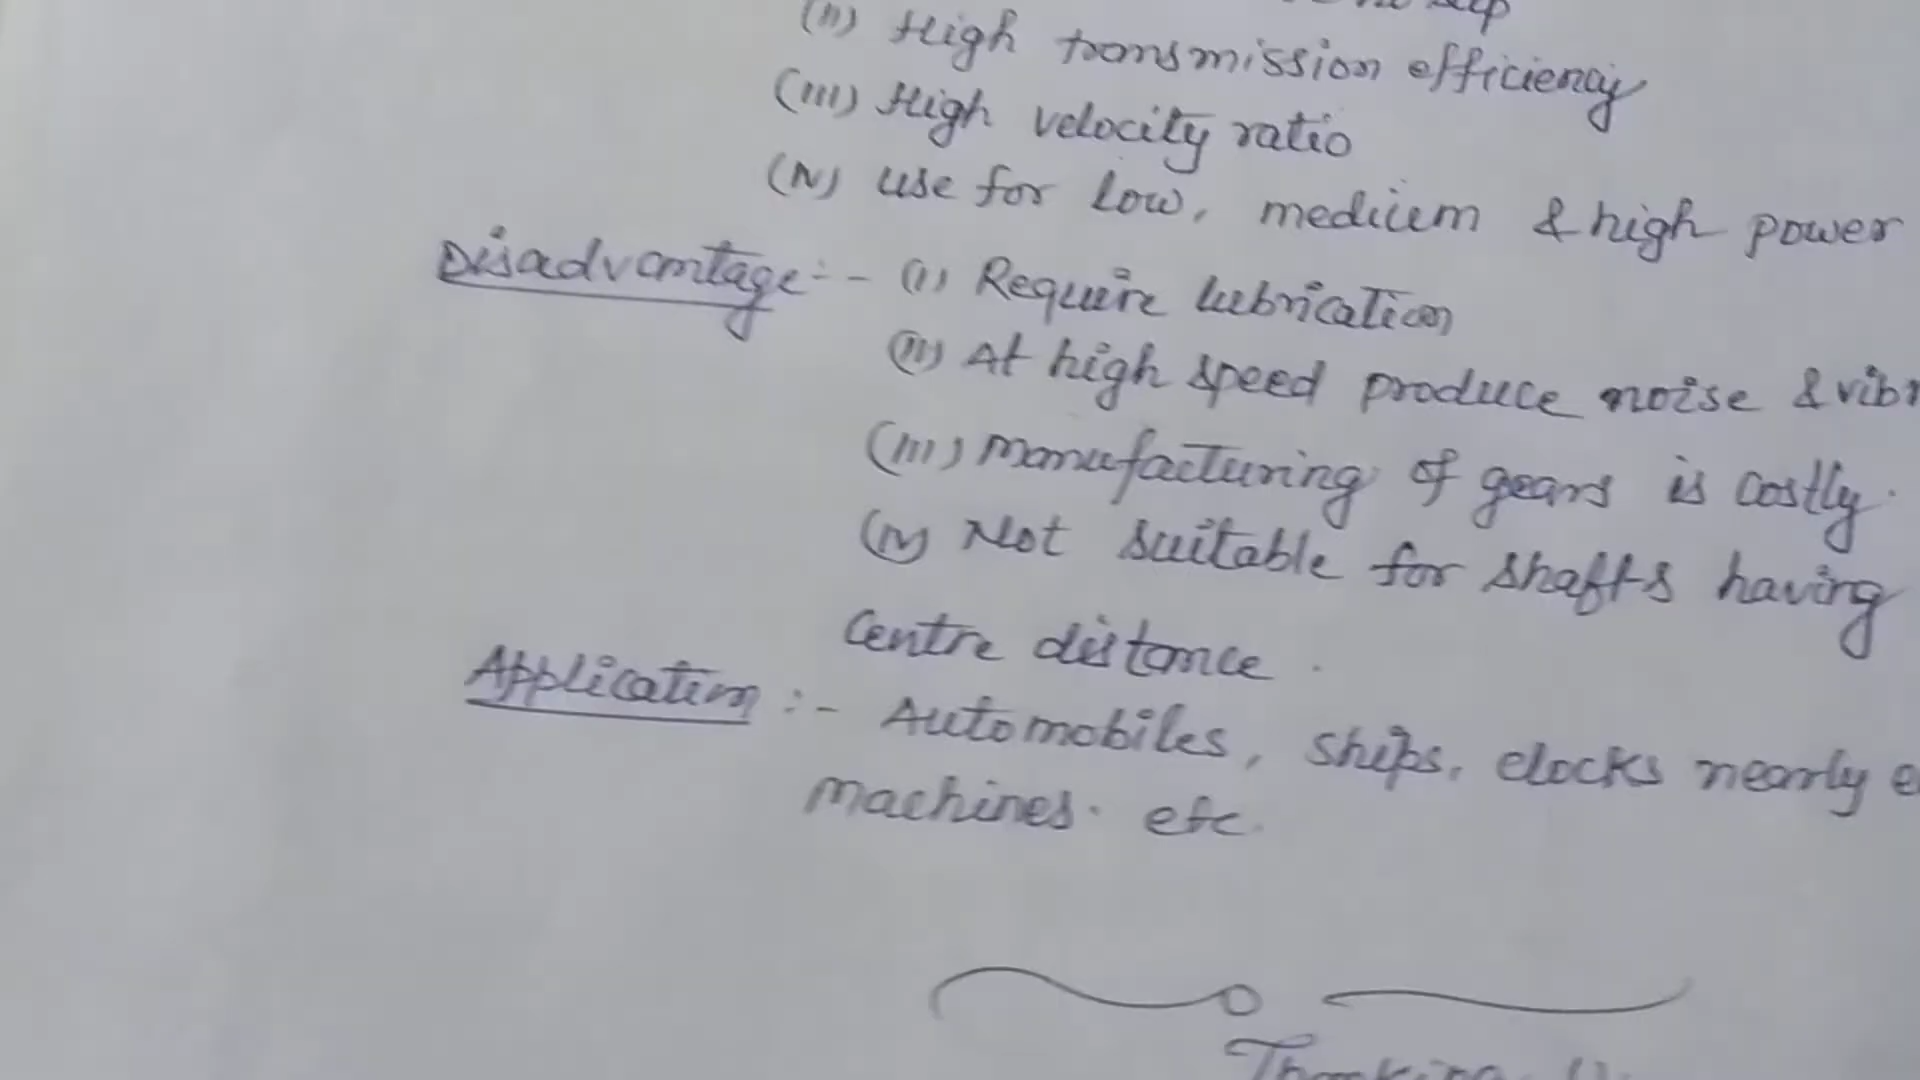 (ii) High transmission efficiency
(iii) High velocity ratio
(iv) use for low, medium & high power
Disadvantage :- (i) Require lubrication
(ii) At high speed produce noise & vibr
(iii) manufacturing of gears is costly.
(iv) Not suitable for shafts having
centre distance.
Application :- Automobiles, ships, clocks nearly e
machines. etc.
Thanking